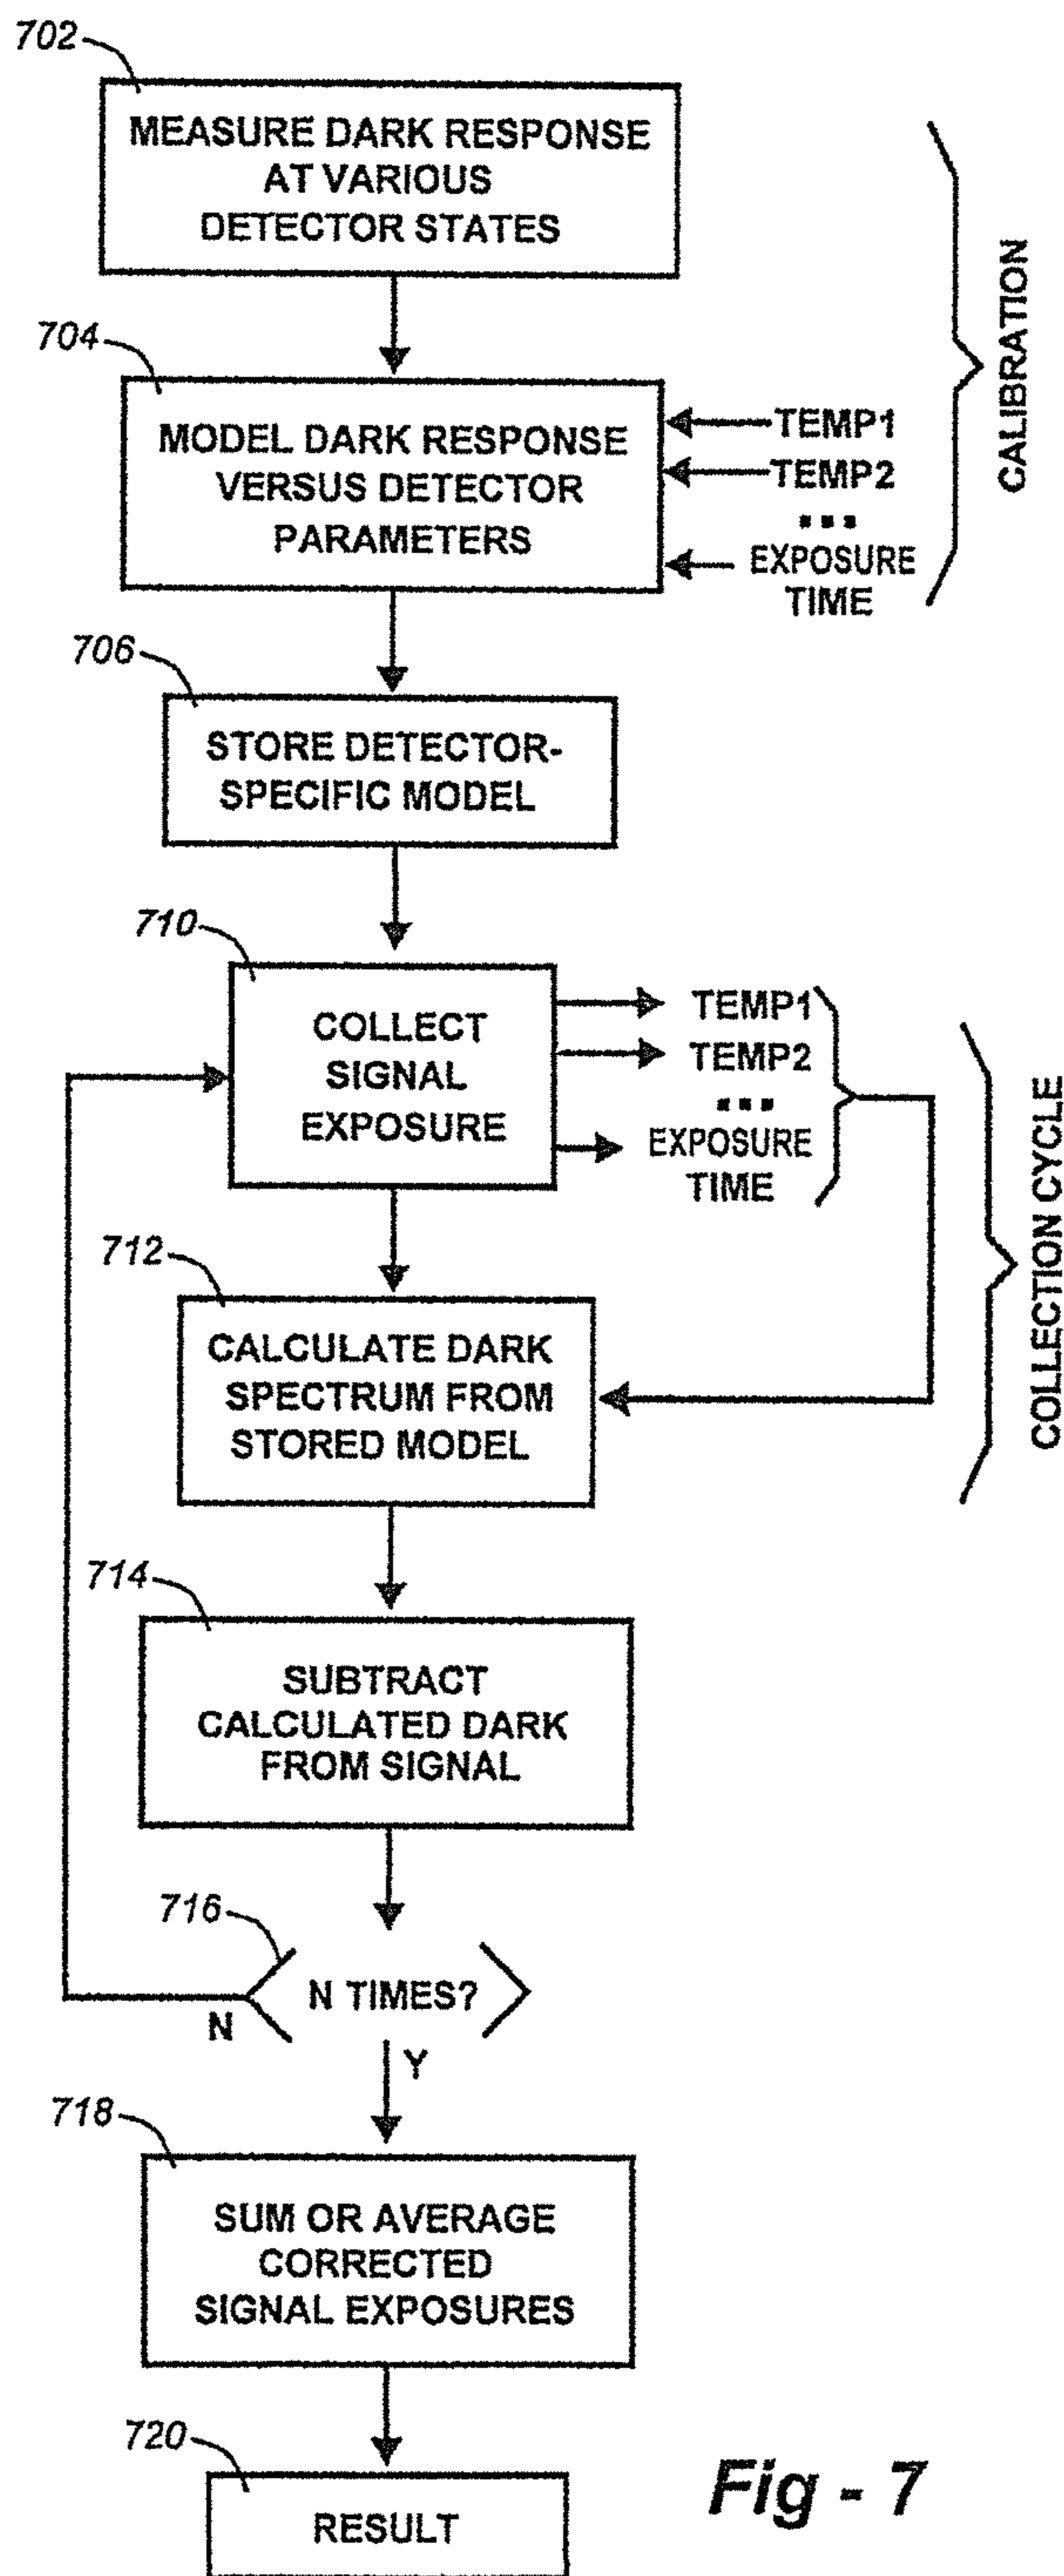 702
MEASURE DARK RESPONSE
AT VARIOUS
DETECTOR STATES
704
MODEL DARK RESPONSE
VERSUS DETECTOR
PARAMETERS
TEMP1
TEMP2
...
EXPOSURE
TIME
CALIBRATION
706
STORE DETECTOR-
SPECIFIC MODEL
710
COLLECT
SIGNAL
EXPOSURE
TEMP1
TEMP2
...
EXPOSURE
TIME
COLLECTION CYCLE
712
CALCULATE DARK
SPECTRUM FROM
STORED MODEL
714
SUBTRACT
CALCULATED DARK
FROM SIGNAL
716
N TIMES?
N
Y
718
SUM OR AVERAGE
CORRECTED
SIGNAL EXPOSURES
720
RESULT
Fig - 7